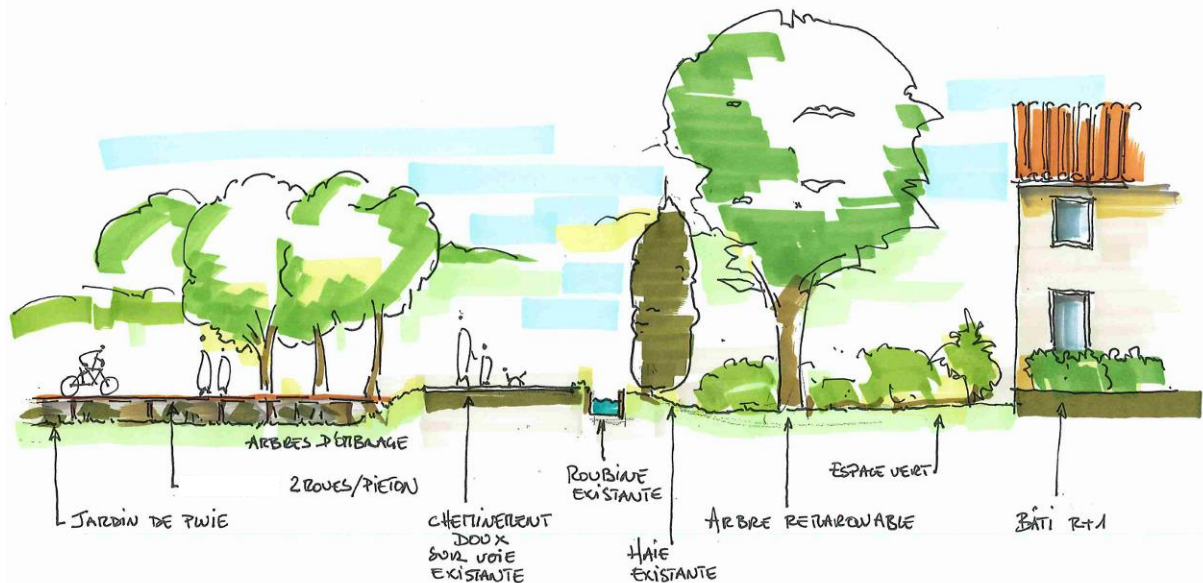 ARBRES D'OMBRAGE
2 ROUES/PIETON
JARDIN DE PLUIE
CHEMINEMENT
DOUX
SUR VOIE
EXISTANTE
ROUBINE
EXISTANTE
HAIE
EXISTANTE
ARBRE REMARQUABLE
ESPACE VERT
BÂTI R+1